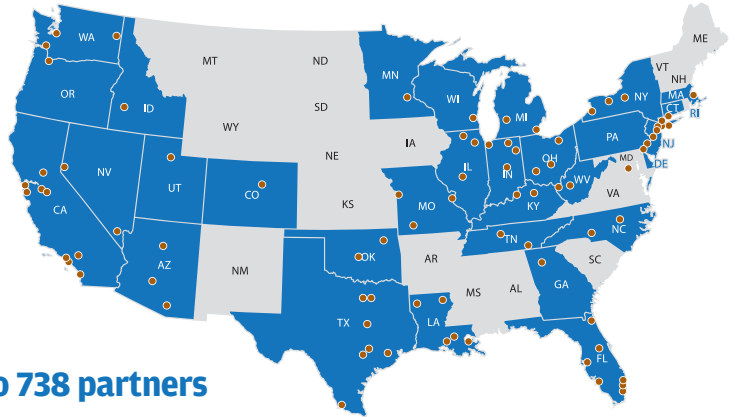 WA
ME
MT
ND
VT
MN
NH
OR
ID
SD
WI
NY
MA
MI
CT
RI
WY
IA
PA
NE
NJ
NV
OH
IL
IN
MD
DE
UT
CO
WV
VA
CA
KS
MO
KY
NC
TN
AZ
OK
NM
AR
SC
MS
AL
GA
TX
LA
FL
o 738 partners